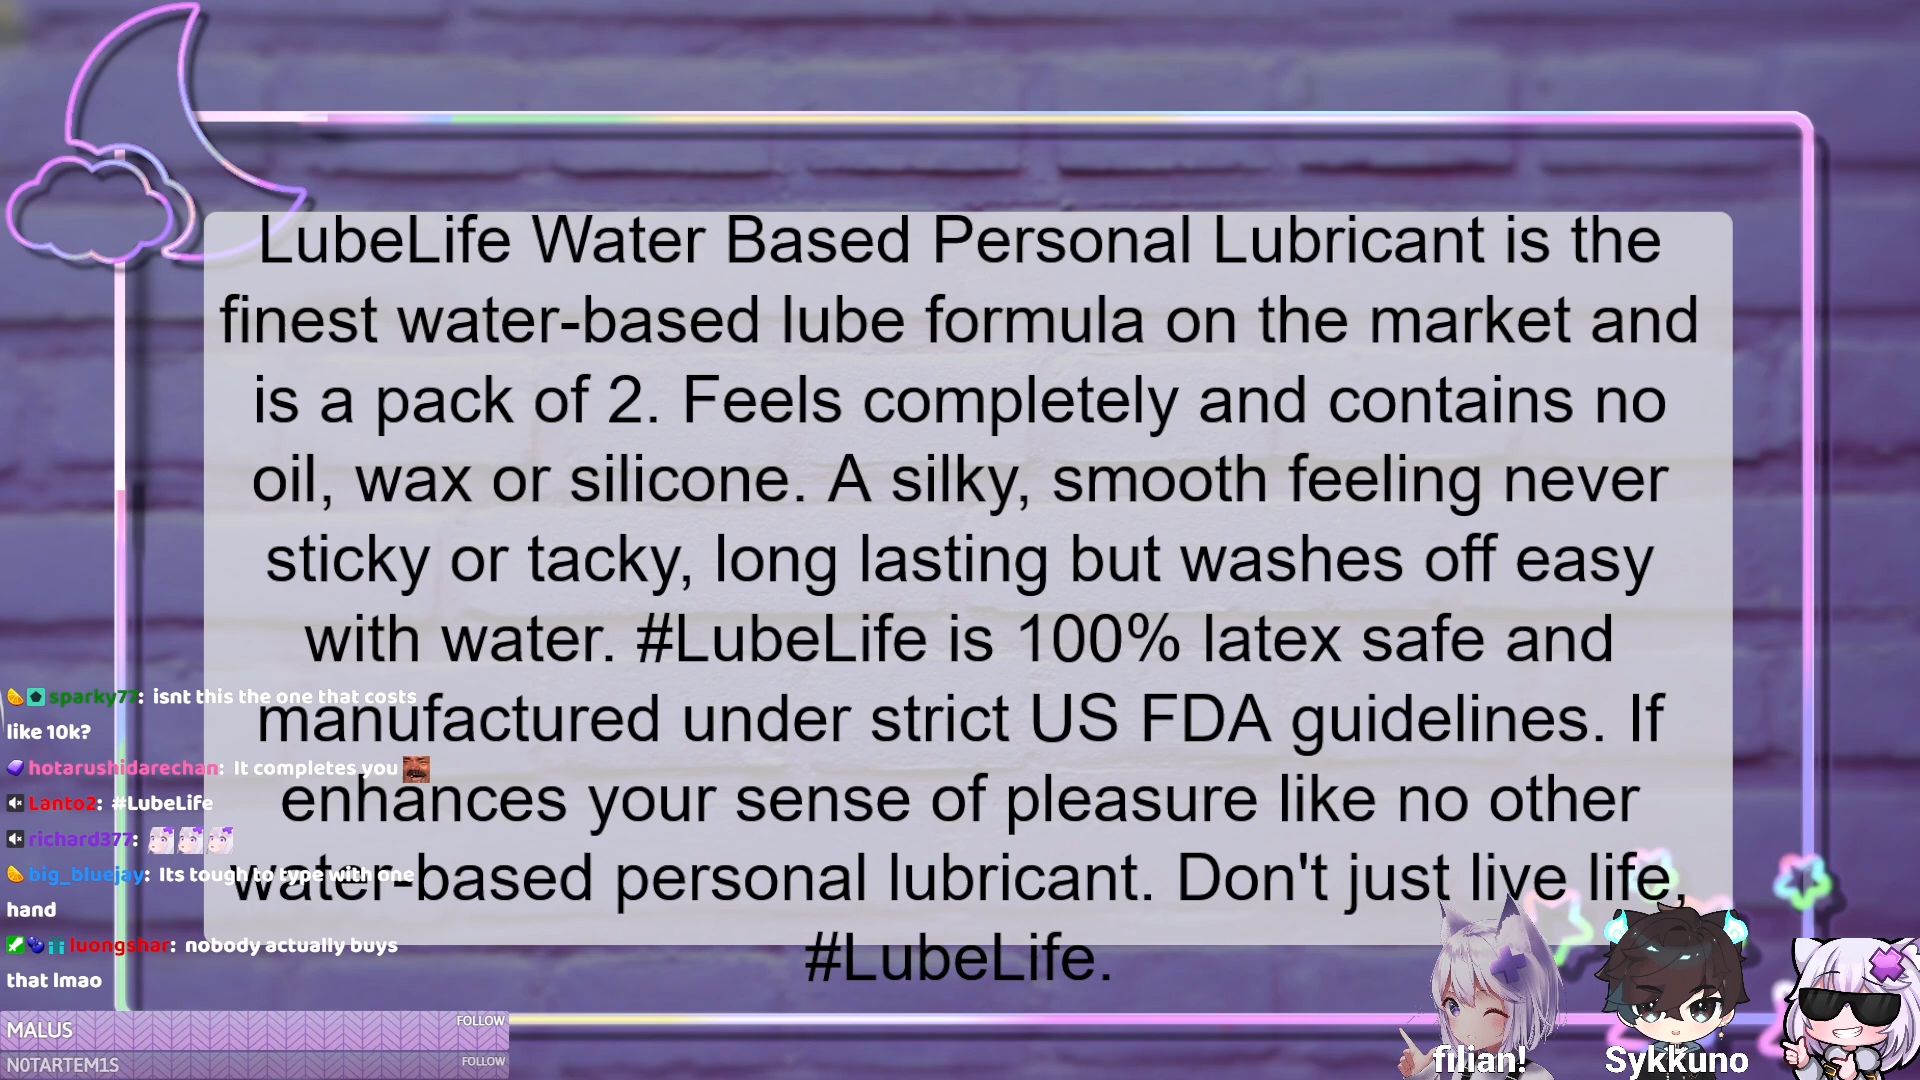 LubeLife Water Based Personal Lubricant is the
finest water-based lube formula on the market and
is a pack of 2. Feels completely and contains no
oil, wax or silicone. A silky, smooth feeling never
sticky or tacky, long lasting but washes off easy
with water. #LubeLife is 100% latex safe and
manufactured under strict US FDA guidelines. If
enhances your sense of pleasure like no other
water-based personal lubricant. Don't just live life,
#LubeLife.
sparky77: isnt this the one that costs
like 10k?
hotarushidarechan: It completes you
Lanto2: #LubeLife
richard377:
big_bluejay: Its tough to type with one
hand
luongshar: nobody actually buys
that lmao
MALUS FOLLOW
N0TARTEM1S FOLLOW
filian! Sykkuno